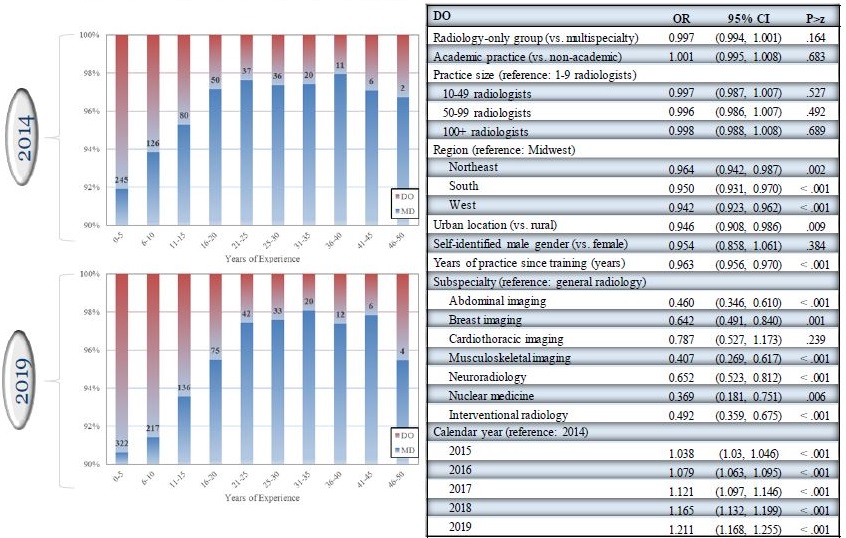 100%
98%
96%
94%
92%
90%
245
126
80
50
37
36
20
11
6
2
DO
MD
0-5
6-10
11-15
16-20
21-25
25-30
31-35
36-40
41-45
46-50
Years of Experience
2014
100%
98%
96%
94%
92%
90%
322
217
136
75
42
33
20
12
6
4
DO
MD
0-5
6-10
11-15
16-20
21-25
25-30
31-35
36-40
41-45
46-50
Years of Experience
2019
DO OR 95% CI P>z
Radiology-only group (vs. multispecialty) 0.997 (0.994, 1.001) .164
Academic practice (vs. non-academic) 1.001 (0.995, 1.008) .683
Practice size (reference: 1-9 radiologists)
10-49 radiologists 0.997 (0.987, 1.007) .527
50-99 radiologists 0.996 (0.986, 1.007) .492
100+ radiologists 0.998 (0.988, 1.008) .689
Region (reference: Midwest)
Northeast 0.964 (0.942, 0.987) .002
South 0.950 (0.931, 0.970) < .001
West 0.942 (0.923, 0.962) < .001
Urban location (vs. rural) 0.946 (0.908, 0.986) .009
Self-identified male gender (vs. female) 0.954 (0.858, 1.061) .384
Years of practice since training (years) 0.963 (0.956, 0.970) < .001
Subspecialty (reference: general radiology)
Abdominal imaging 0.460 (0.346, 0.610) < .001
Breast imaging 0.642 (0.491, 0.840) .001
Cardiothoracic imaging 0.787 (0.527, 1.173) .239
Musculoskeletal imaging 0.407 (0.269, 0.617) < .001
Neuroradiology 0.652 (0.523, 0.812) < .001
Nuclear medicine 0.369 (0.181, 0.751) .006
Interventional radiology 0.492 (0.359, 0.675) < .001
Calendar year (reference: 2014)
2015 1.038 (1.03, 1.046) < .001
2016 1.079 (1.063, 1.095) < .001
2017 1.121 (1.097, 1.146) < .001
2018 1.165 (1.132, 1.199) < .001
2019 1.211 (1.168, 1.255) < .001